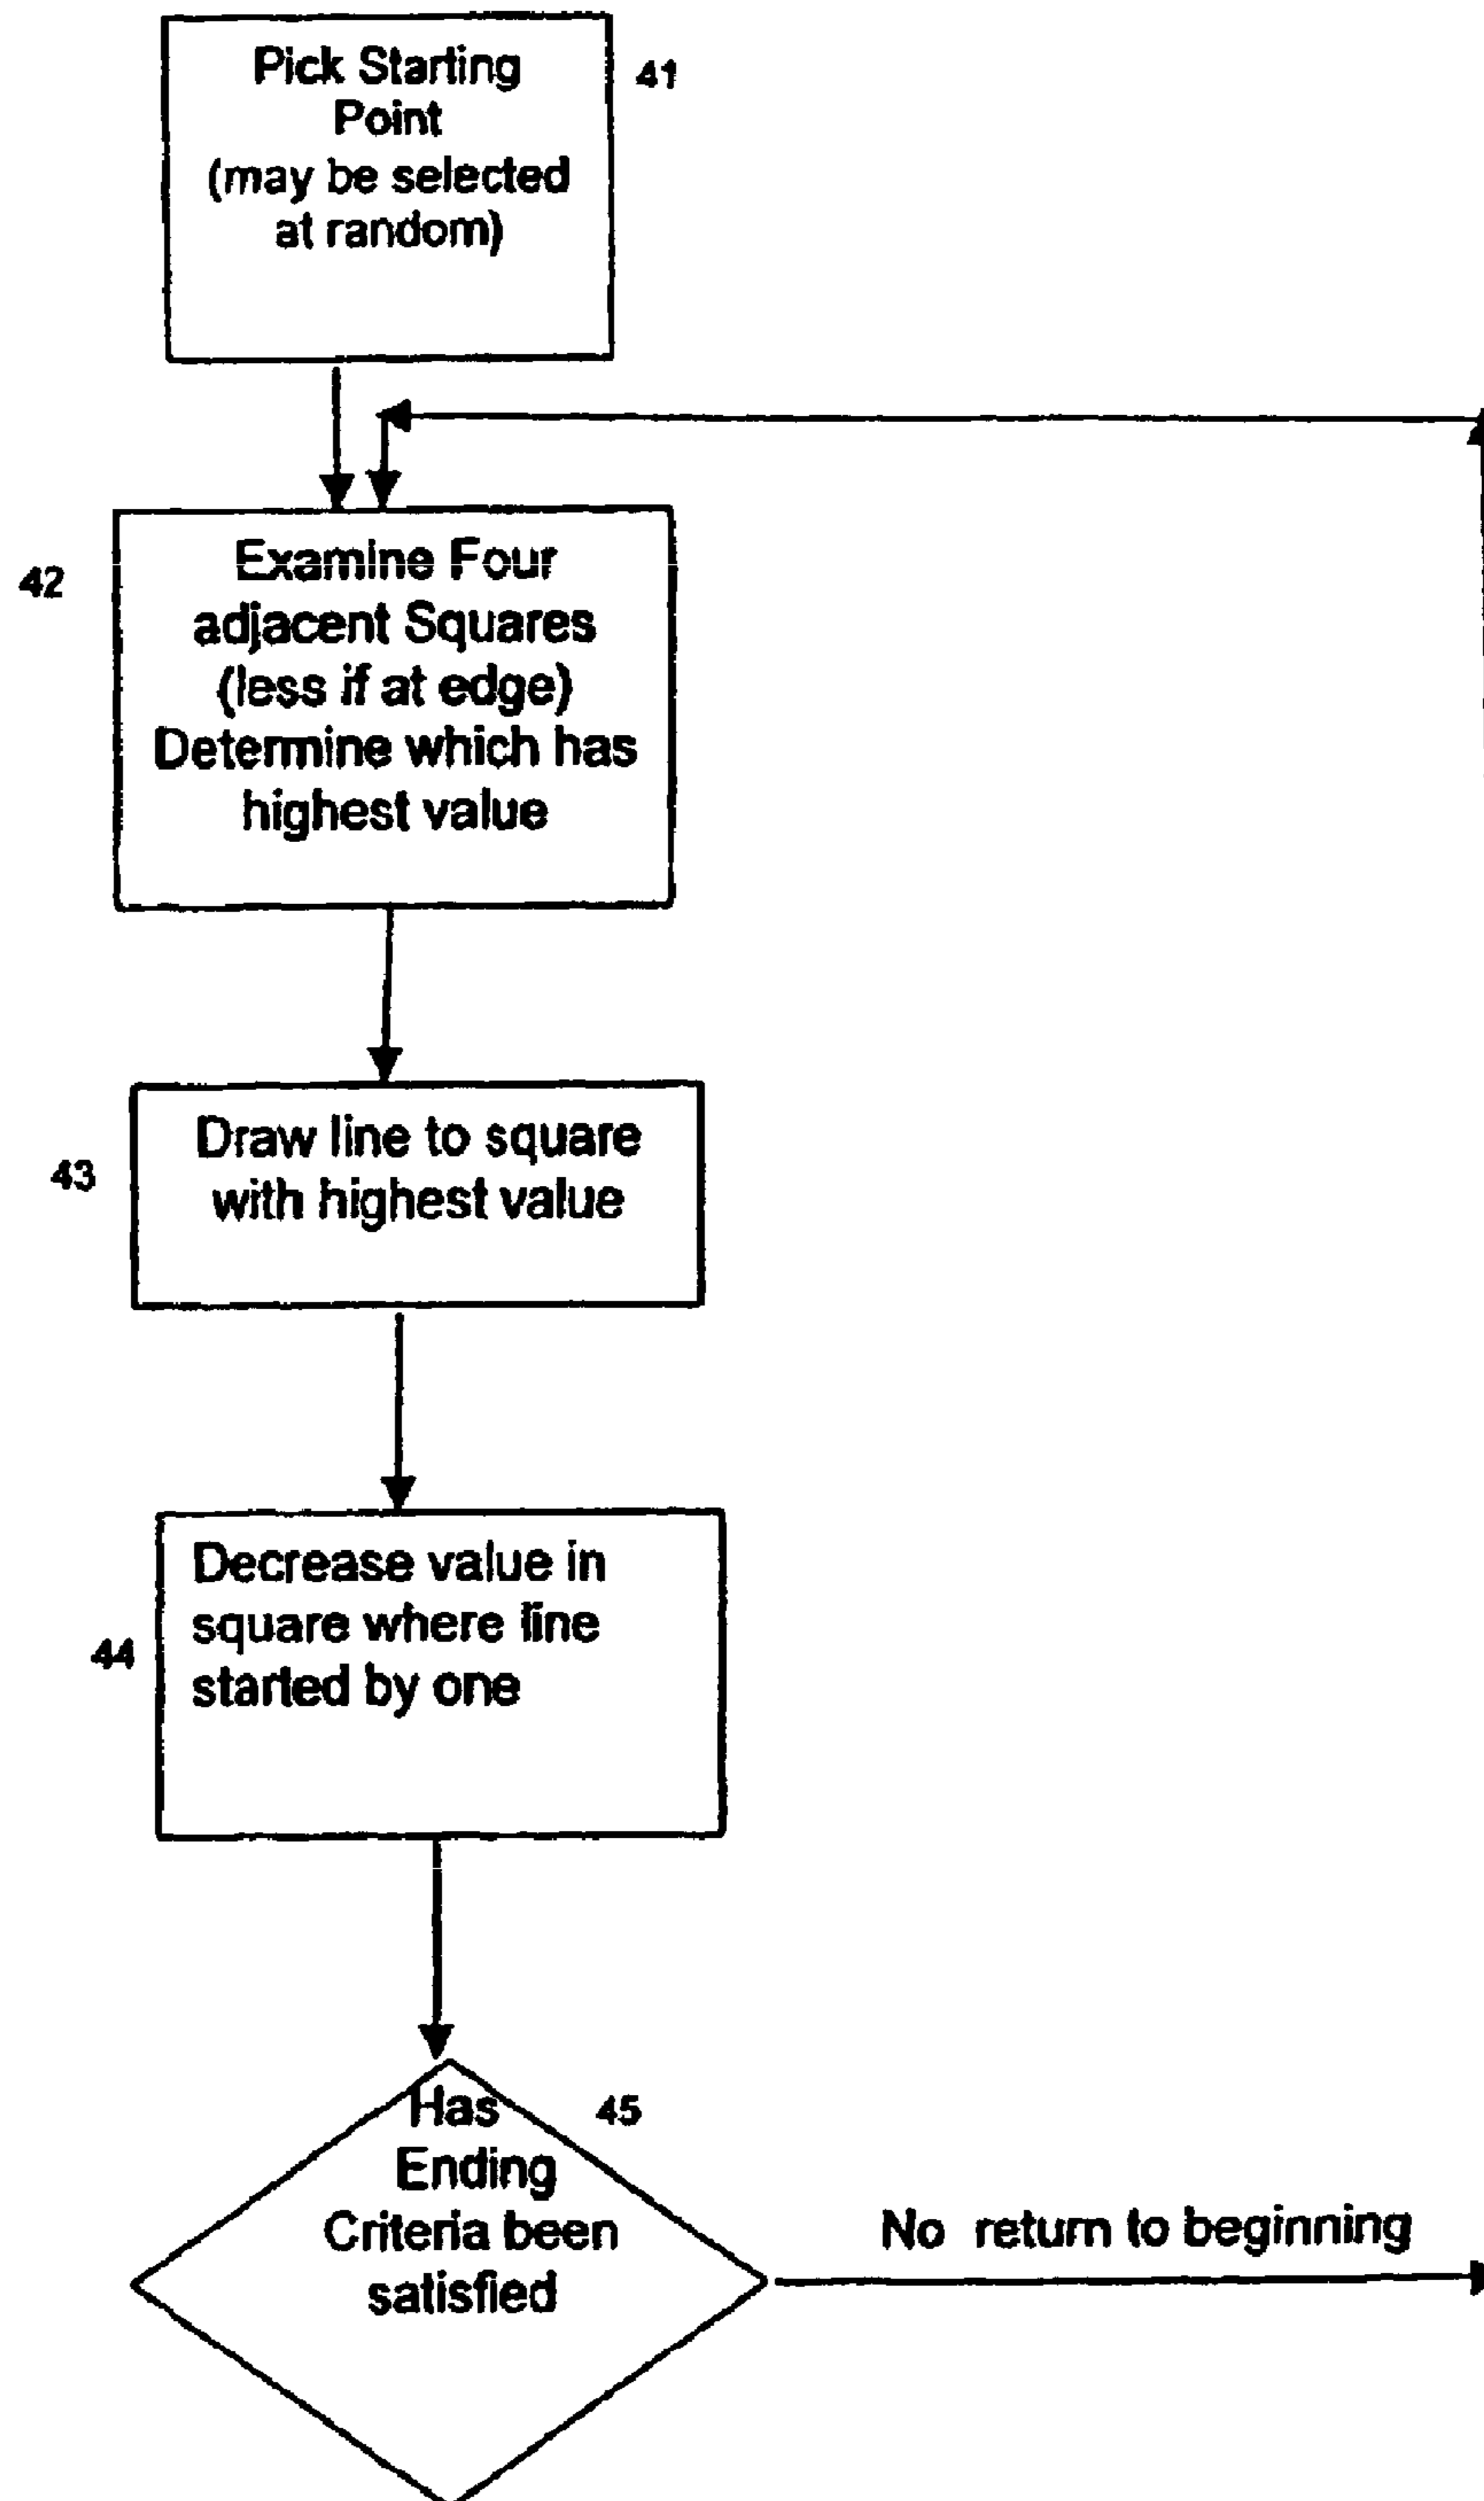 Pick Starting
Point
(may be selected
at random)
41
42
Examine Four
adjacent Squares
(less if at edge)
Determine which has
highest value
43
Draw line to square
with highest value
44
Decrease value in
square where line
started by one
45
Has
Ending
Criteria been
satisfied
No return to beginning